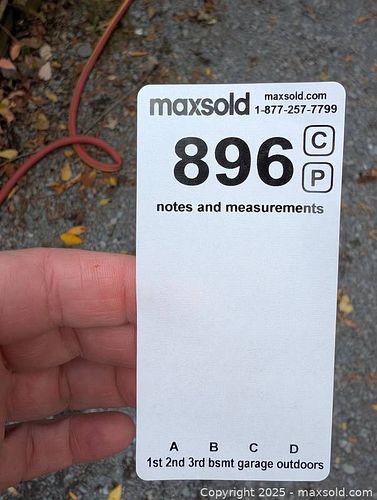 maxsold maxsold.com
1-877-257-7799
896 C
P
notes and measurements
A B C D
1st 2nd 3rd bsmt garage outdoors
Copyright 2025 - maxsold.com